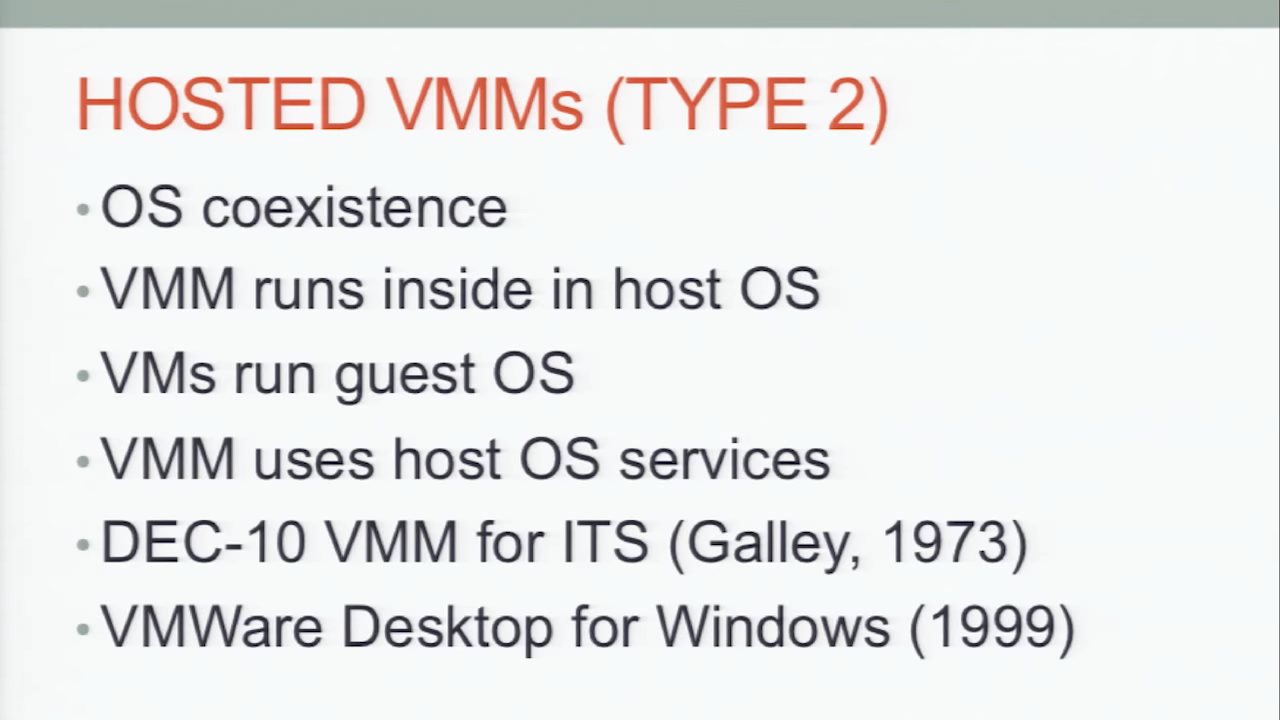 HOSTED VMMs (TYPE 2)
• OS coexistence
• VMM runs inside in host OS
• VMs run guest OS
• VMM uses host OS services
• DEC-10 VMM for ITS (Galley, 1973)
• VMWare Desktop for Windows (1999)